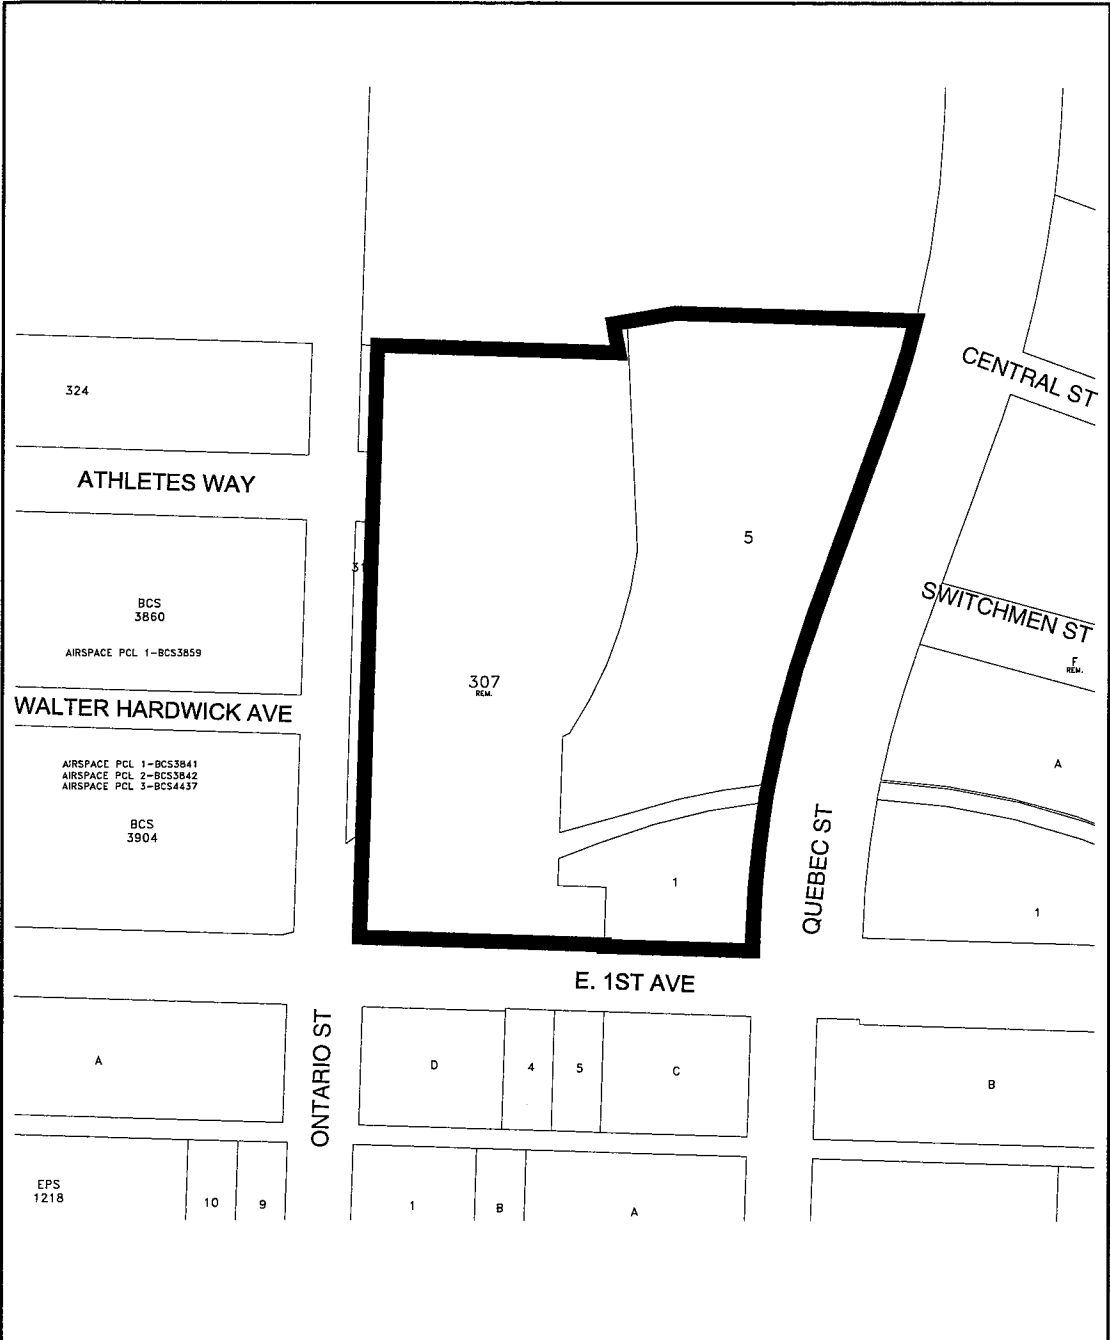 CENTRAL ST
324
ATHLETES WAY
5
BCS
3860
AIRSPACE PCL 1-BCS3859
SWITCHMEN ST
F
REM.
307
REM.
WALTER HARDWICK AVE
AIRSPACE PCL 1-BCS3841
AIRSPACE PCL 2-BCS3842
AIRSPACE PCL 3-BCS4437
A
BCS
3904
QUEBEC ST
1
1
E. 1ST AVE
ONTARIO ST
A
D
4
5
C
B
EPS
1218
10
9
1
B
A